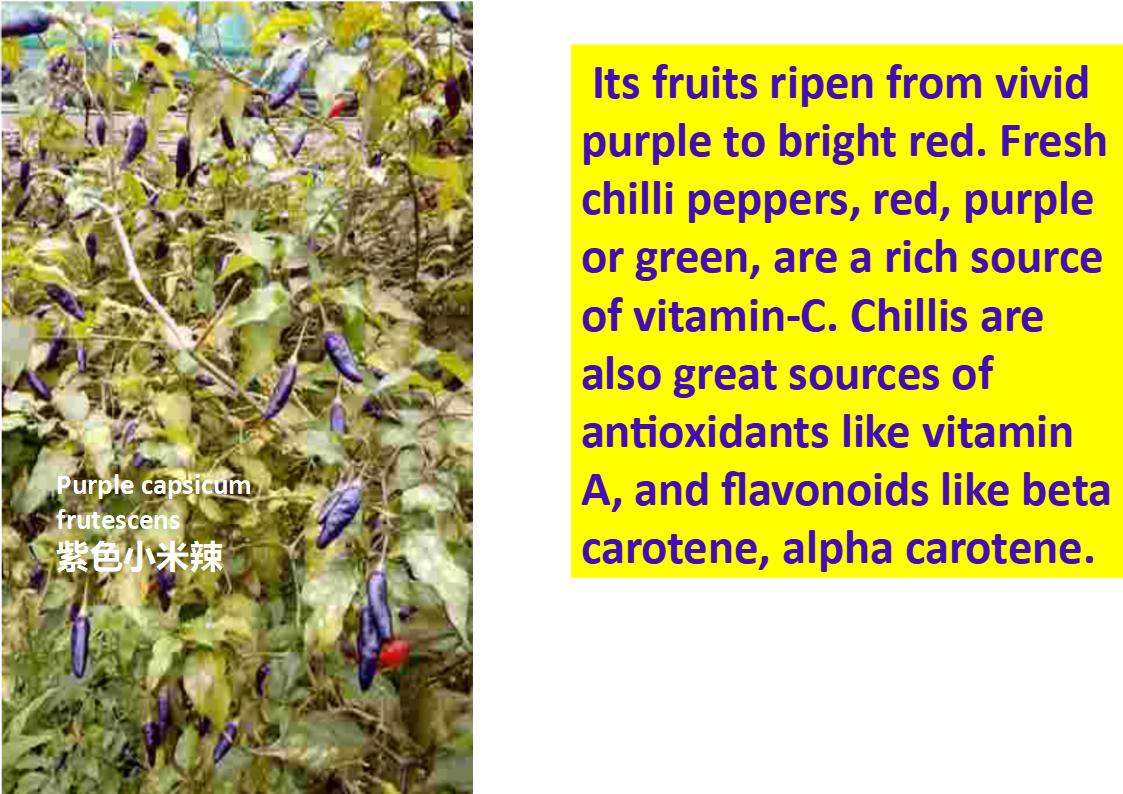 Purple capsicum
frutescens
紫色小米辣
Its fruits ripen from vivid
purple to bright red. Fresh
chilli peppers, red, purple
or green, are a rich source
of vitamin-C. Chillis are
also great sources of
antioxidants like vitamin
A, and flavonoids like beta
carotene, alpha carotene.